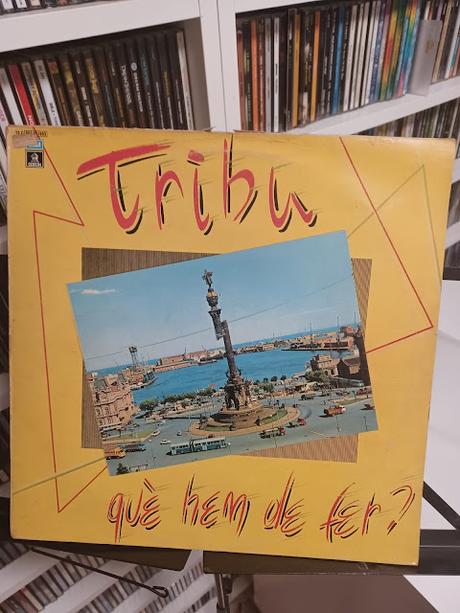 Tribu
què hem de fer?